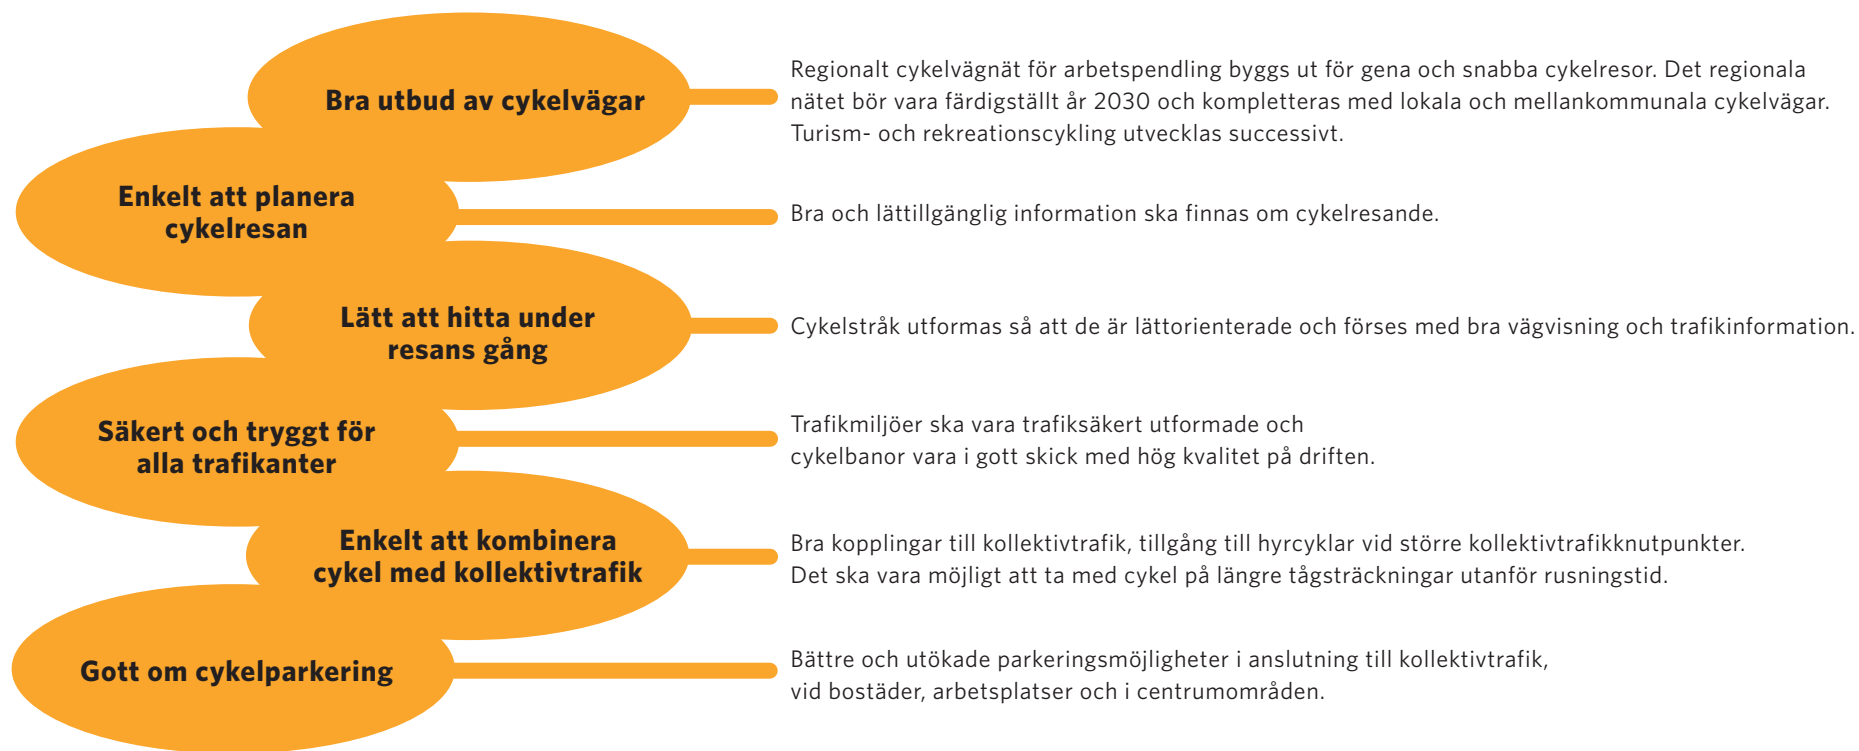 Bra utbud av cykelvägar
Regionalt cykelvägnät för arbetspendling byggs ut för gena och snabba cykelresor. Det regionala
nätet bör vara färdigställt år 2030 och kompletteras med lokala och mellankommunala cykelvägar.
Turism- och rekreationscykling utvecklas successivt.
Enkelt att planera
cykelresan
Bra och lättillgänglig information ska finnas om cykelresande.
Lätt att hitta under
resans gång
Cykelstråk utformas så att de är lättorienterade och förses med bra vägvisning och trafikinformation.
Säkert och tryggt för
alla trafikanter
Trafikmiljöer ska vara trafiksäkert utformade och
cykelbanor vara i gott skick med hög kvalitet på driften.
Enkelt att kombinera
cykel med kollektivtrafik
Bra kopplingar till kollektivtrafik, tillgång till hyrcyklar vid större kollektivtrafikknutpunkter.
Det ska vara möjligt att ta med cykel på längre tågsträckningar utanför rusningstid.
Gott om cykelparkering
Bättre och utökade parkeringsmöjligheter i anslutning till kollektivtrafik,
vid bostäder, arbetsplatser och i centrumområden.